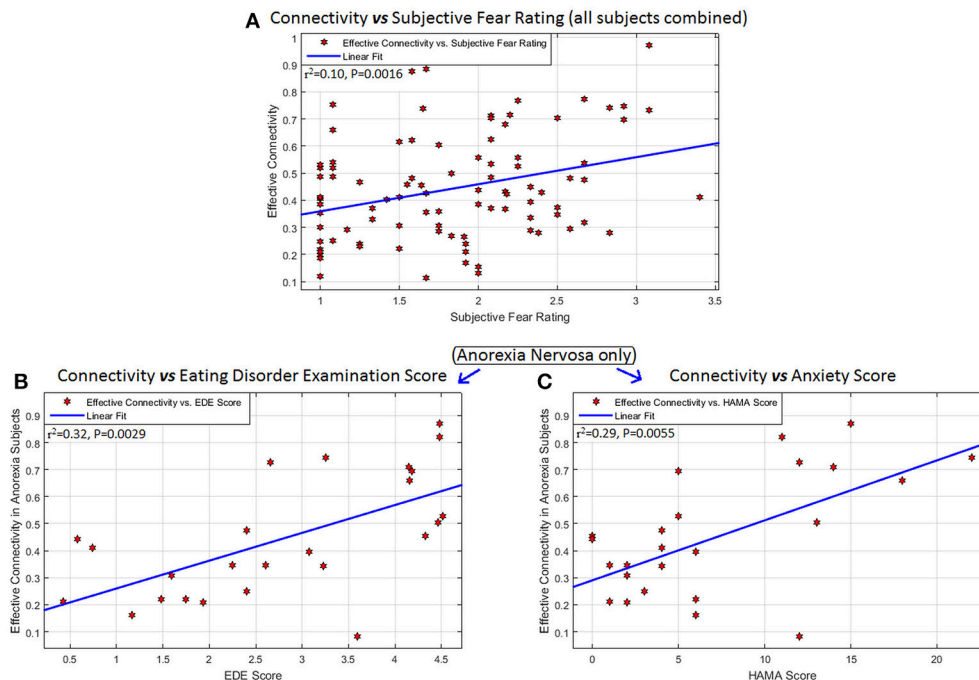 A Connectivity vs Subjective Fear Rating (all subjects combined)
Effective Connectivity vs. Subjective Fear Rating
Linear Fit
r²=0.10, P=0.0016
1
0.9
0.8
0.7
0.6
0.5
0.4
0.3
0.2
0.1
Effective Connectivity
1 1.5 2 2.5 3 3.5
Subjective Fear Rating
(Anorexia Nervosa only)
B Connectivity vs Eating Disorder Examination Score
Effective Connectivity vs. EDE Score
Linear Fit
r²=0.32, P=0.0029
0.9
0.8
0.7
0.6
0.5
0.4
0.3
0.2
0.1
Effective Connectivity in Anorexia Subjects
0.5 1 1.5 2 2.5 3 3.5 4 4.5
EDE Score
C Connectivity vs Anxiety Score
Effective Connectivity vs. HAMA Score
Linear Fit
r²=0.29, P=0.0055
0.9
0.8
0.7
0.6
0.5
0.4
0.3
0.2
0.1
Effective Connectivity in Anorexia Subjects
0 5 10 15 20
HAMA Score